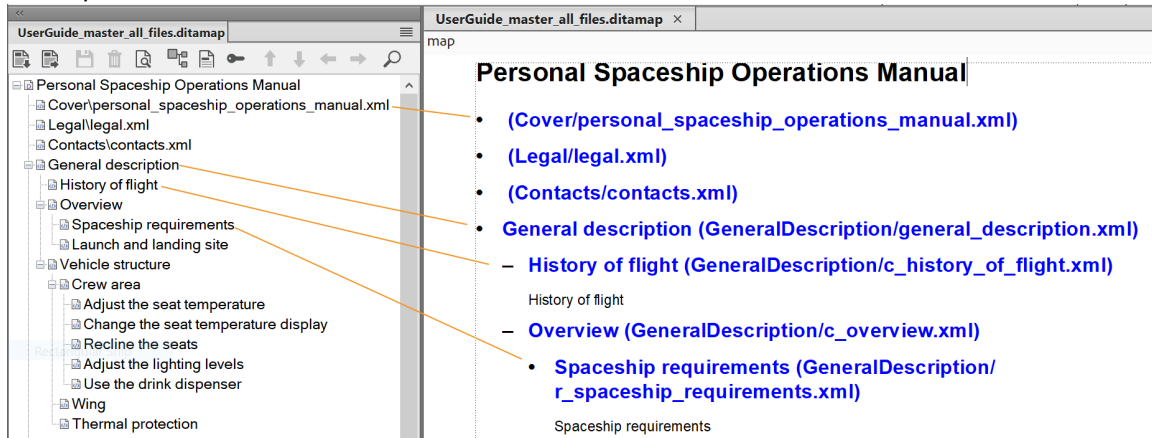 UserGuide_master_all_files.ditamap
Personal Spaceship Operations Manual
Cover\personal_spaceship_operations_manual.xml
Legal\legal.xml
Contacts\contacts.xml
General description
History of flight
Overview
Spaceship requirements
Launch and landing site
Vehicle structure
Crew area
Adjust the seat temperature
Change the seat temperature display
Recline the seats
Adjust the lighting levels
Use the drink dispenser
Wing
Thermal protection
UserGuide_master_all_files.ditamap ×
map
Personal Spaceship Operations Manual
• (Cover/personal_spaceship_operations_manual.xml)
• (Legal/legal.xml)
• (Contacts/contacts.xml)
• General description (GeneralDescription/general_description.xml)
– History of flight (GeneralDescription/c_history_of_flight.xml)
History of flight
– Overview (GeneralDescription/c_overview.xml)
• Spaceship requirements (GeneralDescription/
r_spaceship_requirements.xml)
Spaceship requirements